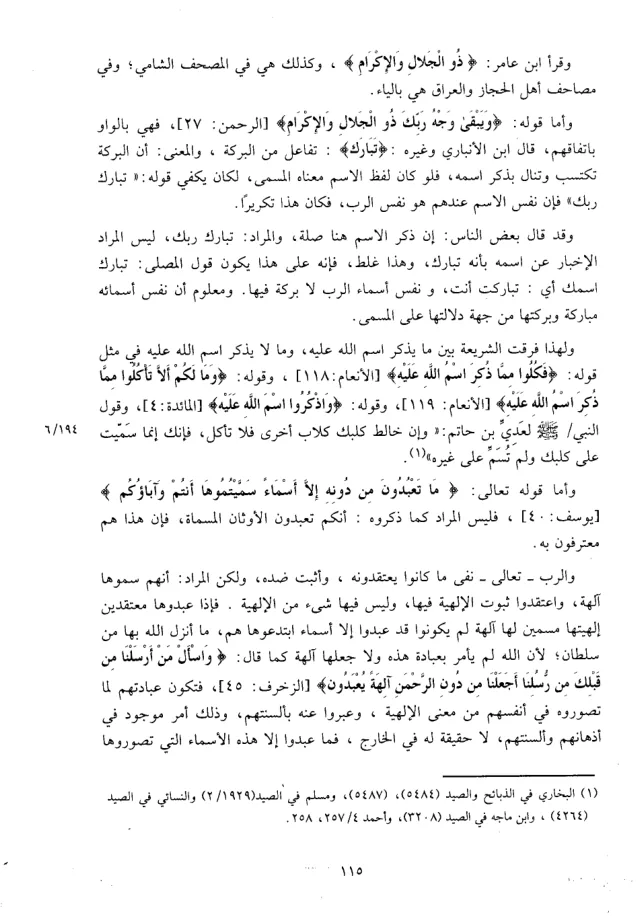 وقرأ ابن عامر: ﴿ ذُو الْجَلالِ وَالإِكْرَامِ ﴾ ، وكذلك هي في المصحف الشامي؛ وفي
مصاحف أهل الحجاز والعراق هي بالياء.
وأما قوله: ﴿وَيَبْقَىٰ وَجْهُ رَبِّكَ ذُو الْجَلالِ وَالإِكْرَامِ﴾ [الرحمن: ٢٧]، فهي بالواو
باتفاقهم، قال ابن الأنباري وغيره :﴿تَبَارَكَ﴾ : تفاعل من البركة ، والمعنى: أن البركة
تكتسب وتنال بذكر اسمه، فلو كان لفظ الاسم معناه المسمى، لكان يكفي قوله:« تبارك
ربك» فإن نفس الاسم عندهم هو نفس الرب، فكان هذا تكريرًا.
وقد قال بعض الناس: إن ذكر الاسم هنا صلة، والمراد: تبارك ربك، ليس المراد
الإخبار عن اسمه بأنه تبارك، وهذا غلط، فإنه على هذا يكون قول المصلى: تبارك
اسمك أي : تباركت أنت، و نفس أسماء الرب لا بركة فيها. ومعلوم أن نفس أسمائه
مباركة وبركتها من جهة دلالتها على المسمى.
ولهذا فرقت الشريعة بين ما يذكر اسم الله عليه، وما لا يذكر اسم الله عليه في مثل
قوله: ﴿فَكُلُوا مِمَّا ذُكِرَ اسْمُ اللَّهِ عَلَيْهِ﴾ [الأنعام:١١٨] ، وقوله: ﴿وَمَا لَكُمْ أَلاَّ تَأْكُلُوا مِمَّا
ذُكِرَ اسْمُ اللَّهِ عَلَيْهِ﴾ [الأنعام: ١١٩]، وقوله: ﴿وَاذْكُرُوا اسْمَ اللَّهِ عَلَيْهِ﴾ [المائدة:٤]، وقول
النبي/ ﷺ لعَدِيِّ بن حاتم:« وإن خالط كلبك كلاب أخرى فلا تأكل، فإنك إنما سَمَّيت
٦/١٩٤
على كلبك ولم تُسَمِّ على غيره»(١).
وأما قوله تعالى: ﴿ مَا تَعْبُدُونَ مِن دُونِهِ إِلاَّ أَسْمَاءً سَمَّيْتُمُوهَا أَنتُمْ وَآبَاؤُكُم ﴾
[يوسف:٤٠] ، فليس المراد كما ذكروه : أنكم تعبدون الأوثان المسماة، فإن هذا هم
معترفون به.
والرب ـ تعالى ـ نفى ما كانوا يعتقدونه ، وأثبت ضده، ولكن المراد: أنهم سموها
آلهة، واعتقدوا ثبوت الإلهية فيها، وليس فيها شىء من الإلهية . فإذا عبدوها معتقدين
إلهيتها مسمين لها آلهة لم يكونوا قد عبدوا إلا أسماء ابتدعوها هم، ما أنزل الله بها من
سلطان؛ لأن الله لم يأمر بعبادة هذه ولا جعلها آلهة كما قال: ﴿ وَاسْأَلْ مَنْ أَرْسَلْنَا مِن
قَبْلِكَ مِن رُّسُلِنَا أَجَعَلْنَا مِن دُونِ الرَّحْمَنِ آلِهَةً يُعْبَدُون﴾ [الزخرف: ٤٥]، فتكون عبادتهم لما
تصوروه في أنفسهم من معنى الإلهية ، وعبروا عنه بألسنتهم، وذلك أمر موجود في
أذهانهم وألسنتهم، لا حقيقة له في الخارج ، فما عبدوا إلا هذه الأسماء التي تصوروها
(١) البخاري في الذبائح والصيد (٥٤٨٤)، (٥٤٨٧)، ومسلم في الصيد(٢/١٩٢٩) والنسائي في الصيد
(٤٢٦٤) ، وابن ماجه في الصيد (٣٢٠٨)، وأحمد ٢٥٧/٤، ٢٥٨.
١١٥